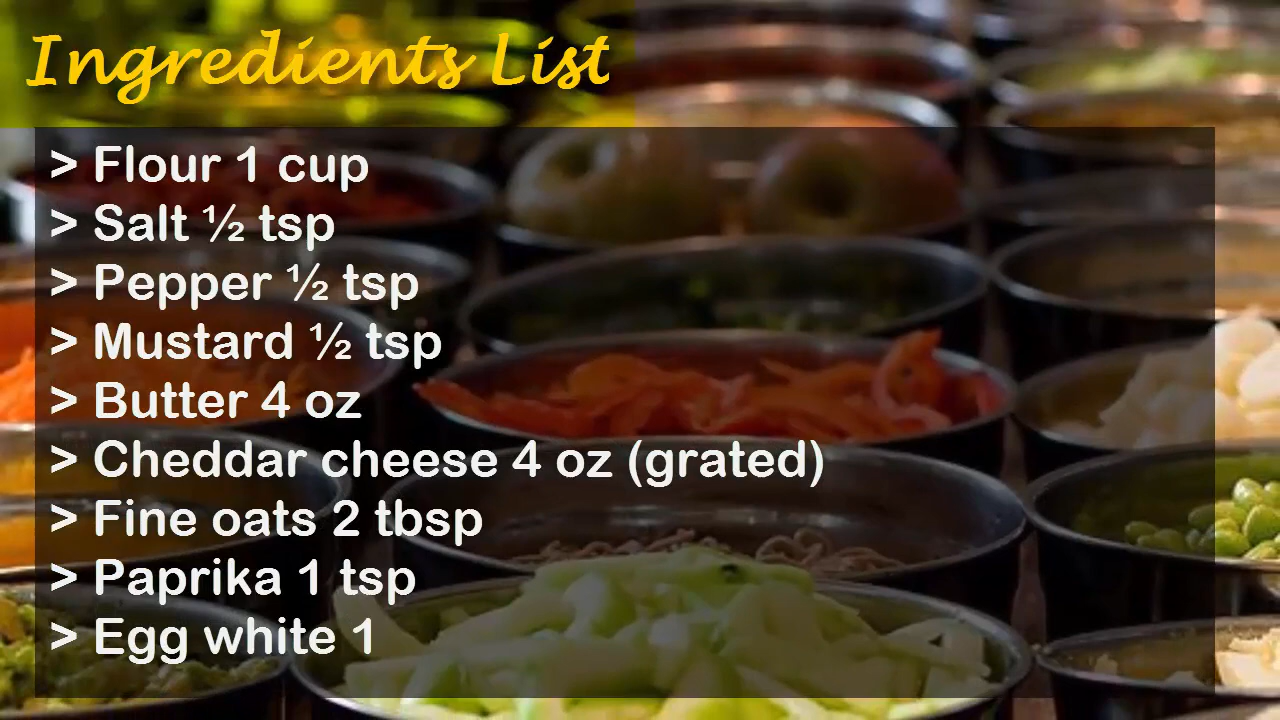 Ingredients List
> Flour 1 cup
> Salt ½ tsp
> Pepper ½ tsp
> Mustard ½ tsp
> Butter 4 oz
> Cheddar cheese 4 oz (grated)
> Fine oats 2 tbsp
> Paprika 1 tsp
> Egg white 1